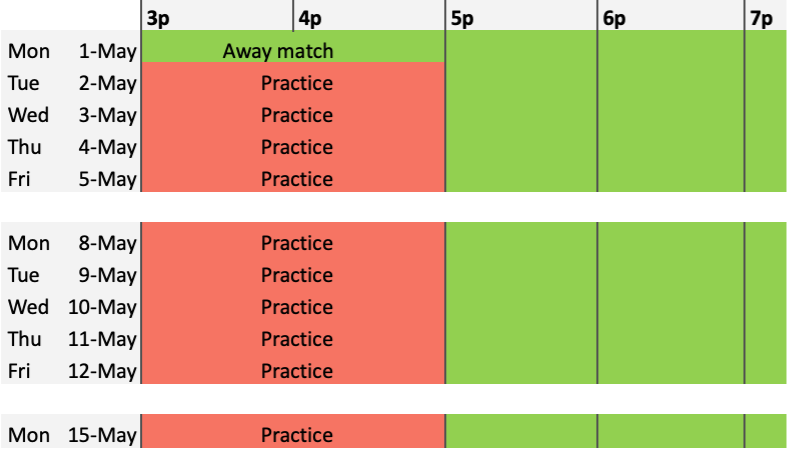 3p 4p 5p 6p 7p
Mon 1-May Away match
Tue 2-May Practice
Wed 3-May Practice
Thu 4-May Practice
Fri 5-May Practice
Mon 8-May Practice
Tue 9-May Practice
Wed 10-May Practice
Thu 11-May Practice
Fri 12-May Practice
Mon 15-May Practice